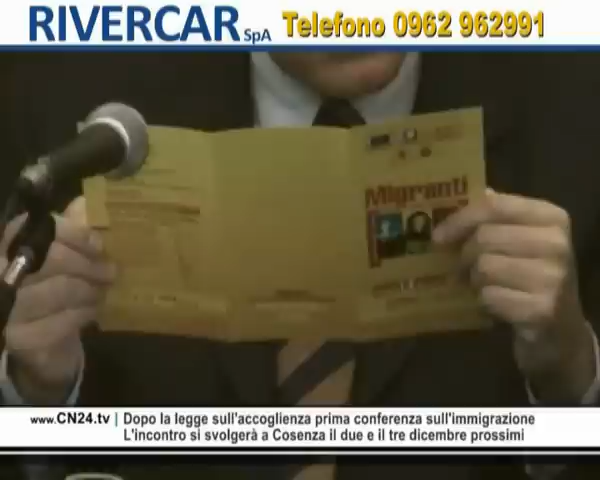 RIVERCAR SpA Telefono 0962 962991
Migranti
www.CN24.tv | Dopo la legge sull'accoglienza prima conferenza sull'immigrazione
L'incontro si svolgerà a Cosenza il due e il tre dicembre prossimi